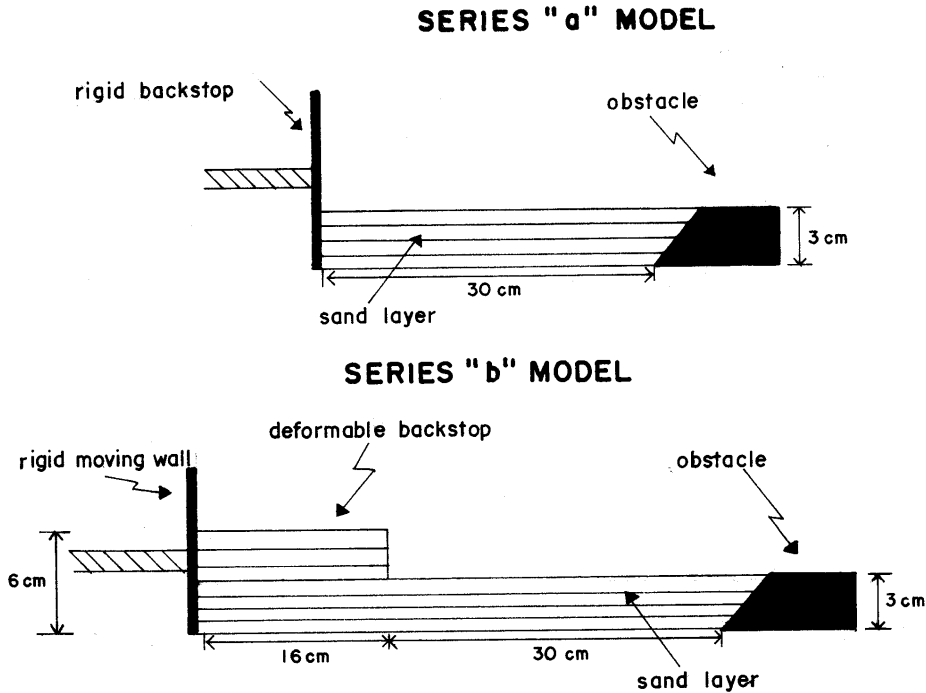 SERIES "a" MODEL
rigid backstop
obstacle
3 cm
30 cm
sand layer
SERIES "b" MODEL
deformable backstop
rigid moving wall
obstacle
6 cm
3 cm
16 cm
30 cm
sand layer